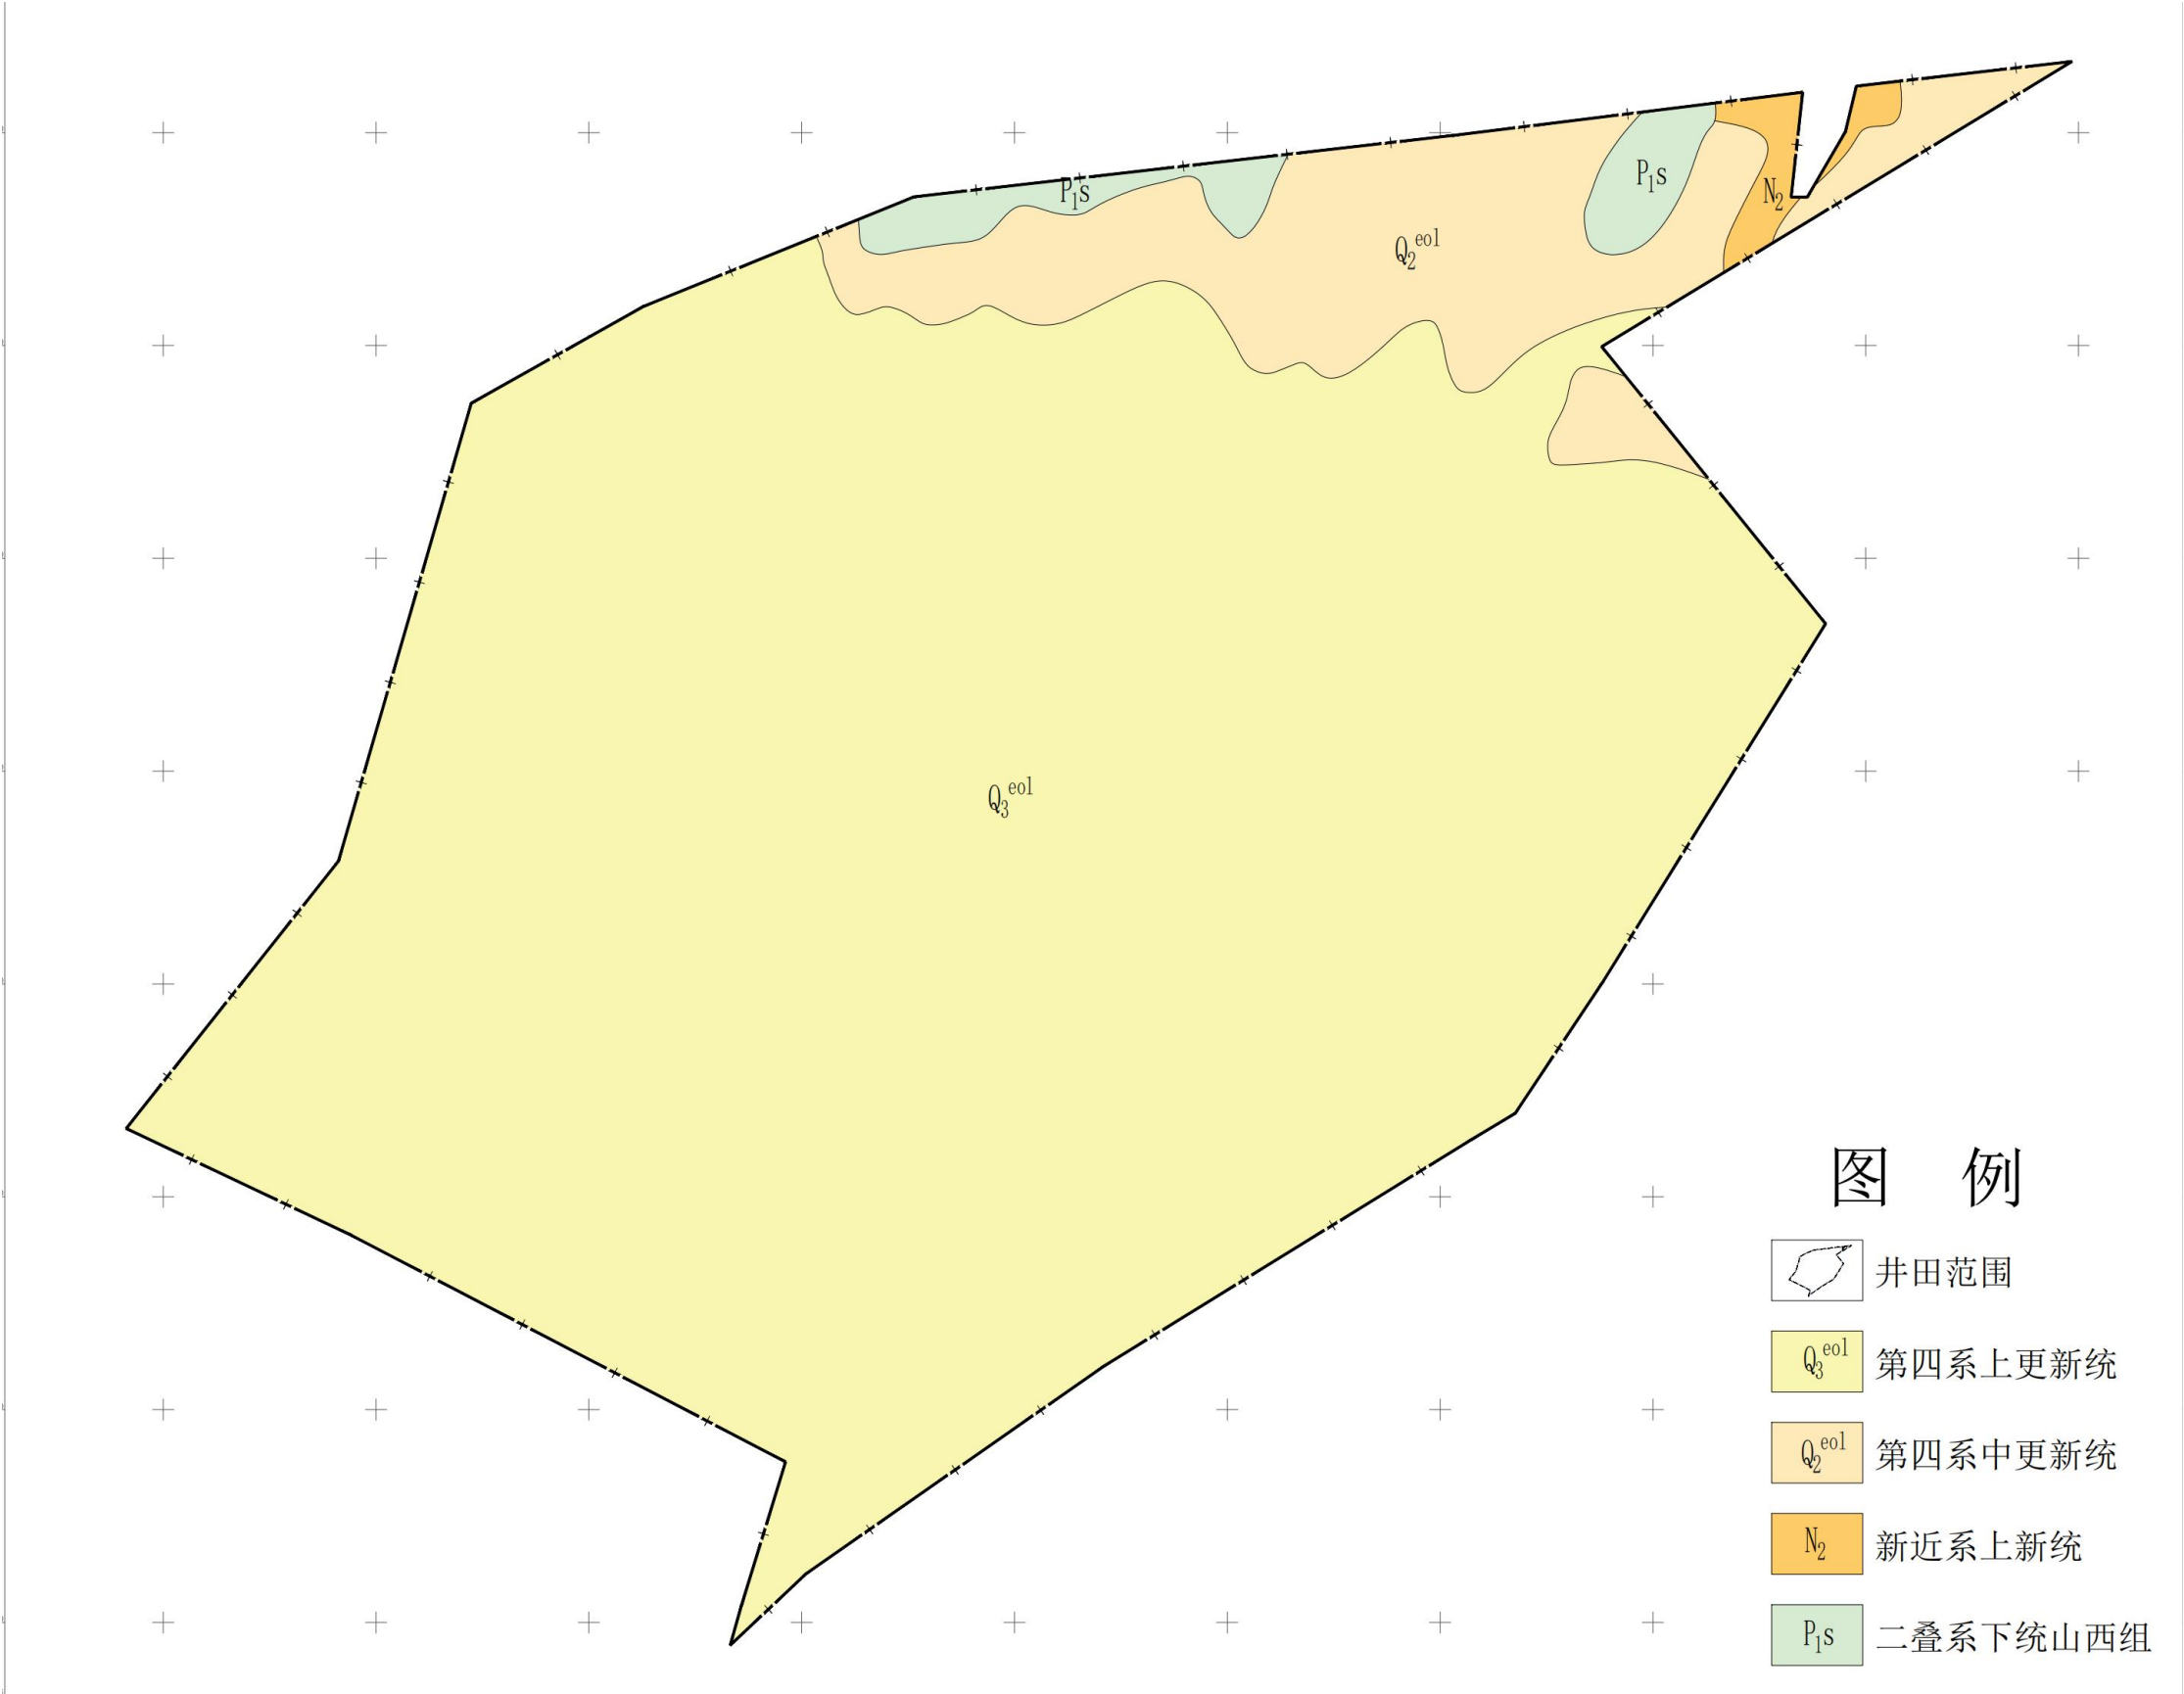 P₁s
P₁s
N₂
Q₂ᵉᵒˡ
Q₃ᵉᵒˡ
图 例
井田范围
Q₃ᵉᵒˡ 第四系上更新统
Q₂ᵉᵒˡ 第四系中更新统
N₂ 新近系上新统
P₁s 二叠系下统山西组